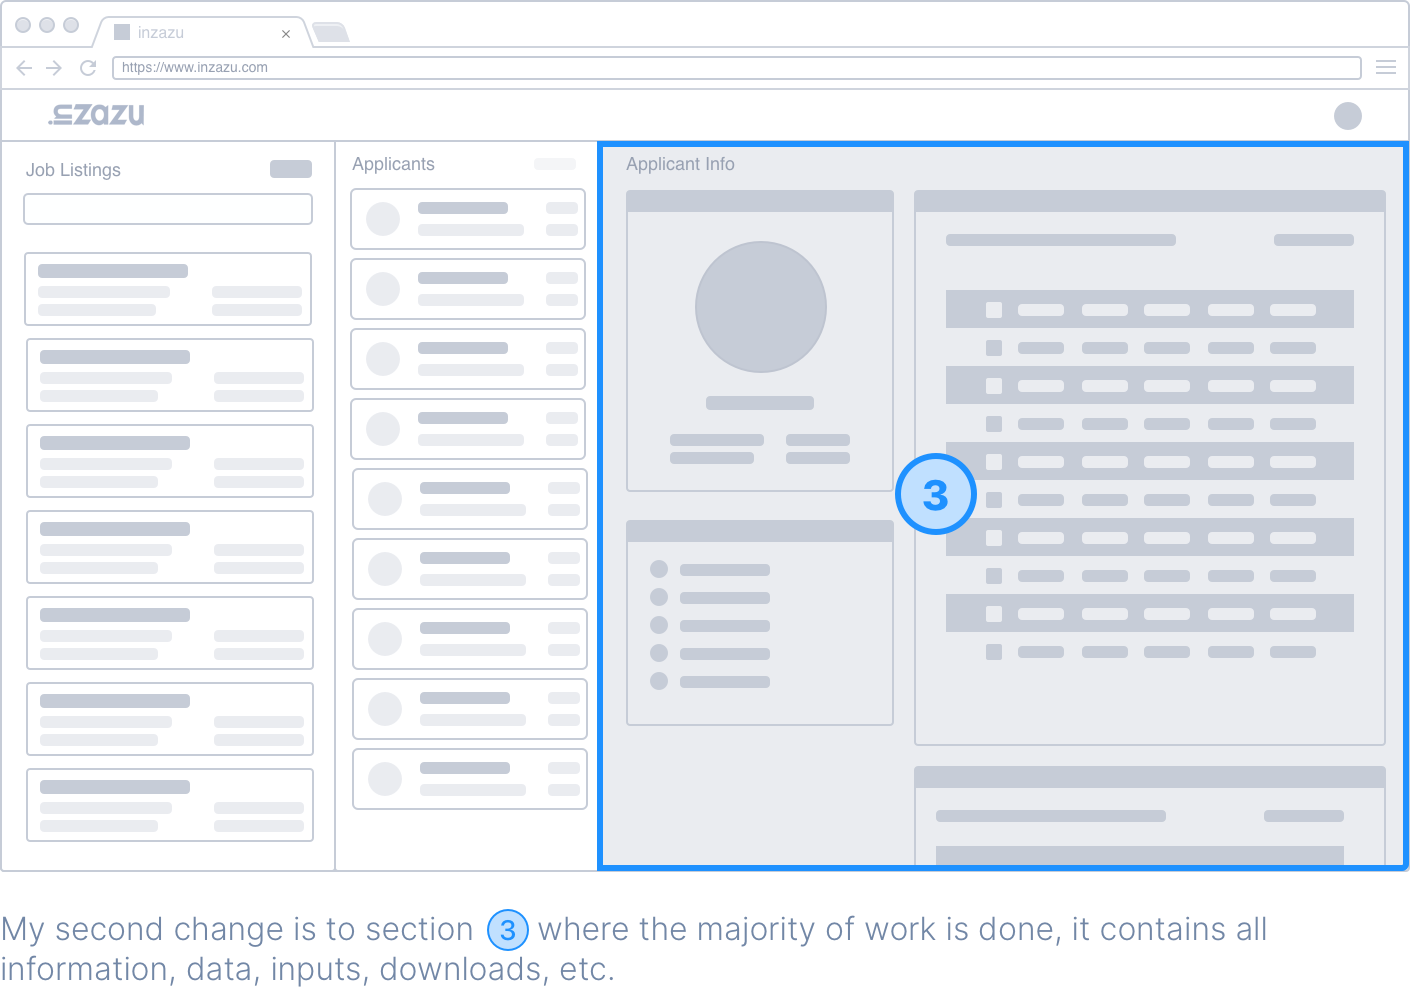 inzazu ×
https://www.inzazu.com
inzazu
Job Listings
Applicants
Applicant Info
3
My second change is to section 3 where the majority of work is done, it contains all
information, data, inputs, downloads, etc.